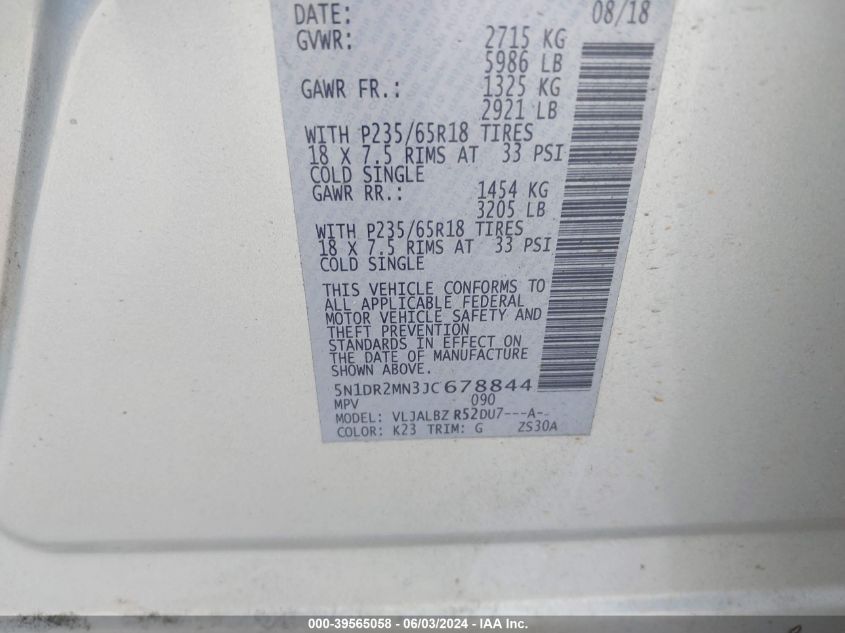 DATE: 08/18
GVWR: 2715 KG
5986 LB
GAWR FR.: 1325 KG
2921 LB
WITH P235/65R18 TIRES
18 X 7.5 RIMS AT 33 PSI
COLD SINGLE
GAWR RR.: 1454 KG
3205 LB
WITH P235/65R18 TIRES
18 X 7.5 RIMS AT 33 PSI
COLD SINGLE
THIS VEHICLE CONFORMS TO
ALL APPLICABLE FEDERAL
MOTOR VEHICLE SAFETY AND
THEFT PREVENTION
STANDARDS IN EFFECT ON
THE DATE OF MANUFACTURE
SHOWN ABOVE.
5N1DR2MN3JC678844
MPV 090
MODEL: VLJALBZ R52DU7---A-.
COLOR: K23 TRIM: G ZS30A
000-39565058 - 06/03/2024 - IAA Inc.